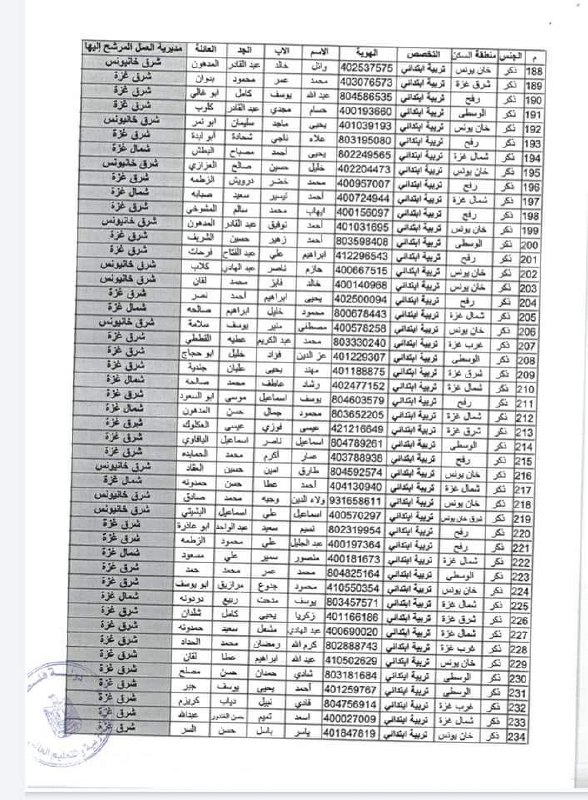 م الجنس منطقة السكن التخصص الهوية الاسم الاب الجد العائلة مديرية العمل المرشح إليها
188 ذكر خان يونس تربية ابتدائي 402537575 وائل خالد عبد القادر المدهون شرق خانيونس
189 ذكر شرق غزة تربية ابتدائي 403076573 محمد عمر محمود بدوان شرق غزة
190 ذكر رفح تربية ابتدائي 804586535 عبد الله يوسف كامل ابو غالي شرق غزة
191 ذكر الوسطى تربية ابتدائي 400193660 حسام مجدي عبد القادر كلوب شرق غزة
192 ذكر خان يونس تربية ابتدائي 401039193 يحيى ماجد سليمان ابو نمر شرق خانيونس
193 ذكر رفح تربية ابتدائي 803195080 علاء ناجي شحادة ابو لبدة شرق غزة
194 ذكر شمال غزة تربية ابتدائي 802249565 يحيى احمد مصباح البطش شمال غزة
195 ذكر خان يونس تربية ابتدائي 402204473 خليل حسين صالح العزازي شرق خانيونس
196 ذكر رفح تربية ابتدائي 400957007 محمد خضر درويش الزطمه شرق غزة
197 ذكر شمال غزة تربية ابتدائي 400724944 أحمد تيسير سعيد صبابه شمال غزة
198 ذكر رفح تربية ابتدائي 400156097 ايهاب محمد سالم المشوخي شرق غزة
199 ذكر خان يونس تربية ابتدائي 401031695 أحمد توفيق عبد القادر المدهون شرق خانيونس
200 ذكر الوسطى تربية ابتدائي 803598408 أحمد زهير حسين الشريف شرق غزة
201 ذكر رفح تربية ابتدائي 412296543 ابراهيم علي عبد الفتاح فرحات شرق غزة
202 ذكر خان يونس تربية ابتدائي 400667515 حازم ناصر عبد الهادي كلاب شرق خانيونس
203 ذكر رفح تربية ابتدائي 400140968 خالد فايز محمد لقان شرق غزة
204 ذكر رفح تربية ابتدائي 402500094 يحيى ابراهيم أحمد نصر شرق غزة
205 ذكر شمال غزة تربية ابتدائي 800678443 محمود خليل ابراهيم صالحه شمال غزة
206 ذكر خان يونس تربية ابتدائي 400578258 مصطفى منير يوسف سلامة شرق خانيونس
207 ذكر غرب غزة تربية ابتدائي 803330240 محمد عبد الكريم عطيه القططي شرق غزة
208 ذكر الوسطى تربية ابتدائي 401229307 عز الدين فؤاد خليل ابو حجاج شرق غزة
209 ذكر شرق غزة تربية ابتدائي 401188875 مهند يحيى عليان جندية شرق غزة
210 ذكر شمال غزة تربية ابتدائي 402477152 رشاد عاطف محمد صالحه شمال غزة
211 ذكر رفح تربية ابتدائي 804603579 يوسف اسماعيل موسى ابو السعود شرق غزة
212 ذكر شمال غزة تربية ابتدائي 803652205 محمود جمال حسن المدهون شمال غزة
213 ذكر شرق غزة تربية ابتدائي 421216649 عيسى فوزي عيسى المكلوك شرق غزة
214 ذكر الوسطى تربية ابتدائي 804789261 اسماعيل ناصر اسماعيل اليافاوي شرق غزة
215 ذكر رفح تربية ابتدائي 403788938 عمار أكرم محمد الحمايده شرق غزة
216 ذكر خان يونس تربية ابتدائي 804592574 طارق امين حسين العقاد شرق خانيونس
217 ذكر شمال غزة تربية ابتدائي 404130940 أحمد عطا حسن حمدونه شمال غزة
218 ذكر خان يونس تربية ابتدائي 931658611 ولاء الدين وجيه محمد صادق شرق خانيونس
219 ذكر شرق خان يونس تربية ابتدائي 400570297 اسماعيل علي اسماعيل البشيتي شرق خانيونس
220 ذكر رفح تربية ابتدائي 802319954 نسيم سعيد عبد الواحد ابو عاذرة شرق غزة
221 ذكر رفح تربية ابتدائي 400197364 عبد الجليل علي محمود الزطمه شرق غزة
222 ذكر شمال غزة تربية ابتدائي 400181673 منصور سمير علي مسعود شمال غزة
223 ذكر الوسطى تربية ابتدائي 804825164 محمد عمر محمد حمد شرق غزة
224 ذكر خان يونس تربية ابتدائي 410550354 محمود جدوع مرازيق ابو يوسف شرق غزة
225 ذكر شمال غزة تربية ابتدائي 803457571 يوسف مدحت ربيع دردونه شمال غزة
226 ذكر شرق غزة تربية ابتدائي 401166186 زكريا يحيى كامل شلدان شرق غزة
227 ذكر شمال غزة تربية ابتدائي 400690020 عبد الهادي مشعل سعيد حمدونه شمال غزة
228 ذكر غرب غزة تربية ابتدائي 802888743 كرم الله رمضان محمد الحداد شرق غزة
229 ذكر خان يونس تربية ابتدائي 410502629 عبد الله ابراهيم عطا لقان شرق غزة
230 ذكر الوسطى تربية ابتدائي 803181684 شادي حمدان حسن مصلح شرق غزة
231 ذكر الوسطى تربية ابتدائي 401259767 أحمد يحيى يوسف جبر شرق غزة
232 ذكر غرب غزة تربية ابتدائي 804756914 فادي نبيل دياب كريزم شرق غزة
233 ذكر شمال غزة تربية ابتدائي 400027009 اسعد تميم حسن القندور عبدالله شرق غزة
234 ذكر خان يونس تربية ابتدائي 401847819 ياسر باسل حسن السر شرق غزة